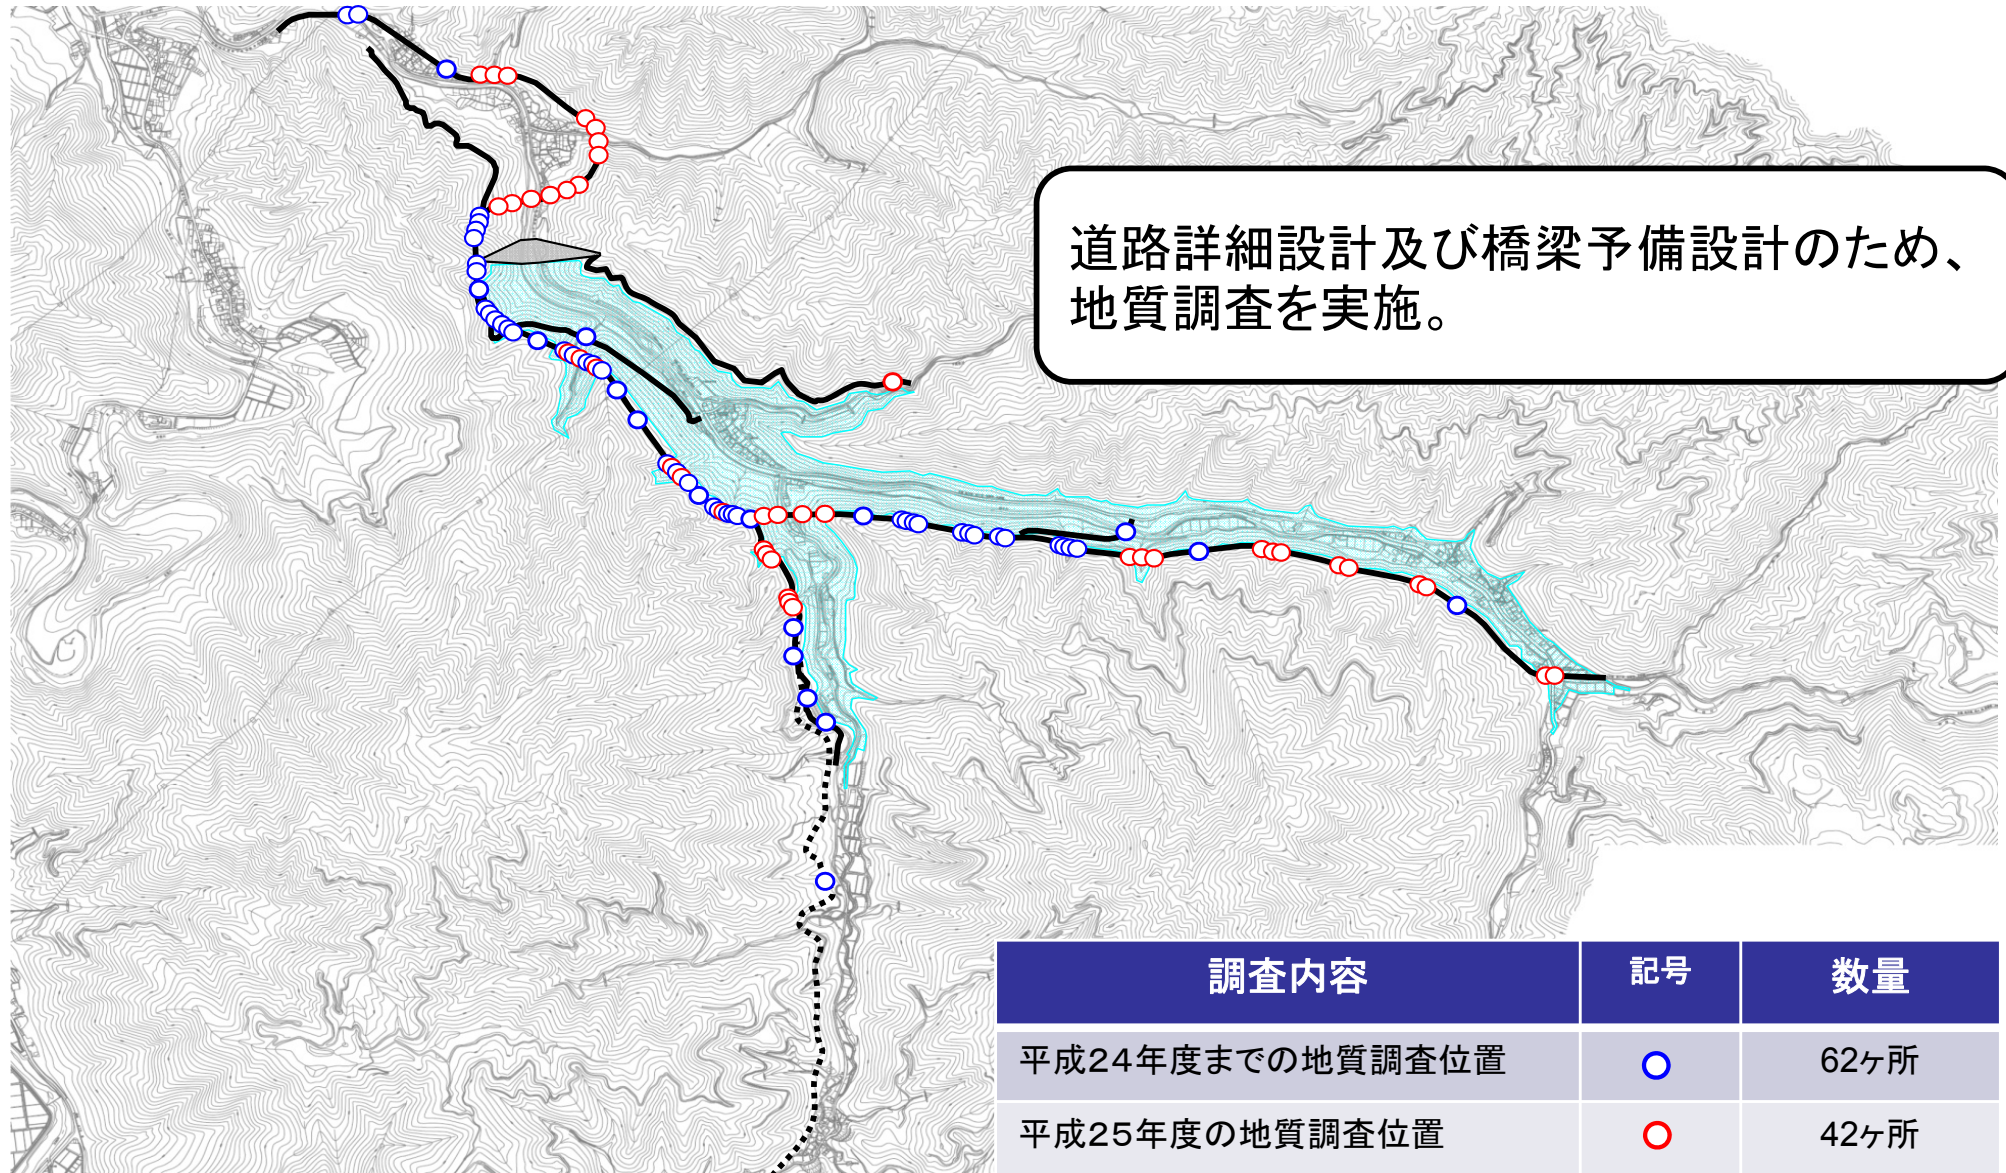 道路詳細設計及び橋梁予備設計のため、
地質調査を実施。
調査内容 記号 数量
平成24年度までの地質調査位置 62ヶ所
平成25年度の地質調査位置 42ヶ所